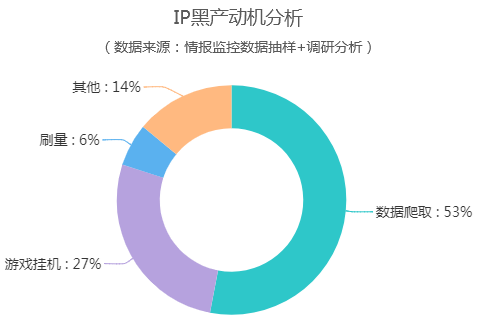 IP黑产动机分析
（数据来源：情报监控数据抽样+调研分析）
其他 : 14%
刷量 : 6%
数据爬取 : 53%
游戏挂机 : 27%